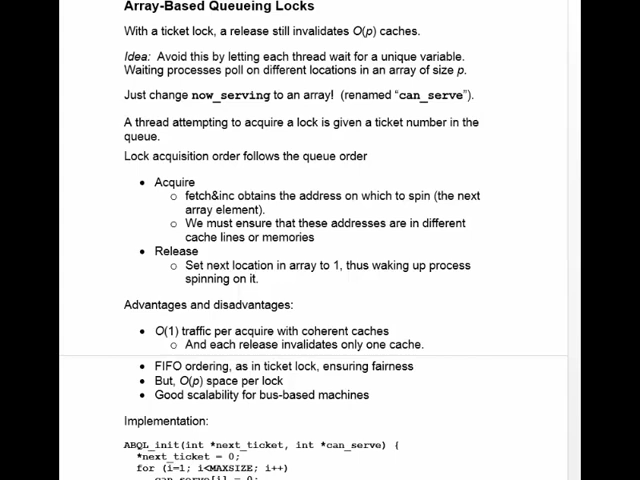 Array-Based Queueing Locks
With a ticket lock, a release still invalidates O(p) caches.
Idea: Avoid this by letting each thread wait for a unique variable.
Waiting processes poll on different locations in an array of size p.
Just change now_serving to an array! (renamed “can_serve”).
A thread attempting to acquire a lock is given a ticket number in the
queue.
Lock acquisition order follows the queue order
• Acquire
o fetch&inc obtains the address on which to spin (the next
array element).
o We must ensure that these addresses are in different
cache lines or memories
• Release
o Set next location in array to 1, thus waking up process
spinning on it.
Advantages and disadvantages:
• O(1) traffic per acquire with coherent caches
o And each release invalidates only one cache.
• FIFO ordering, as in ticket lock, ensuring fairness
• But, O(p) space per lock
• Good scalability for bus-based machines
Implementation:
ABQL_init(int *next_ticket, int *can_serve) {
*next_ticket = 0;
for (i=1; i<MAXSIZE; i++)
can_serve[i] = 0;